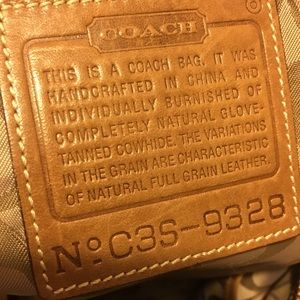 COACH
THIS IS A COACH BAG. IT WAS
HANDCRAFTED IN CHINA AND
INDIVIDUALLY BURNISHED OF
COMPLETELY NATURAL GLOVE-
TANNED COWHIDE. THE VARIATIONS
IN THE GRAIN ARE CHARACTERISTIC
OF NATURAL FULL GRAIN LEATHER.
No C3S-9328